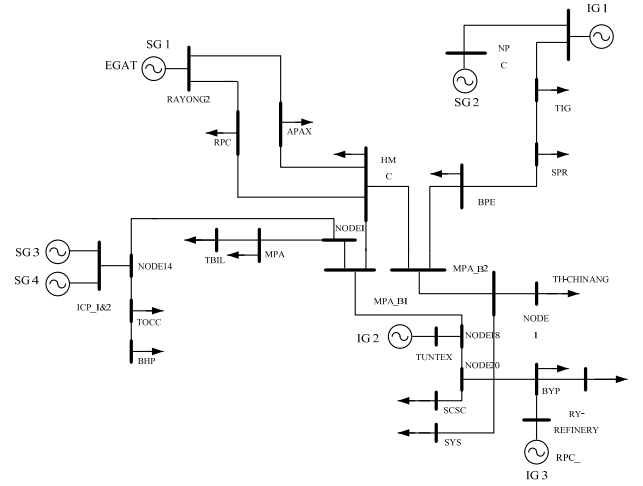 IG 1
SG 1
EGAT
RAYONG2
NP
C
SG 2
TIG
APAX
RPC
HM
C
SPR
BPE
NODE1
SG 3
SG 4
NODE14
ICP_1&2
TBIL
MPA
MPA_B2
TH-CHINANG
MPA_B1
NODE
1
TOCC
BHP
IG 2
TUNTEX
NODE18
NODE20
BYP
SCSC
SYS
RY-
REFINERY
IG 3
RPC_